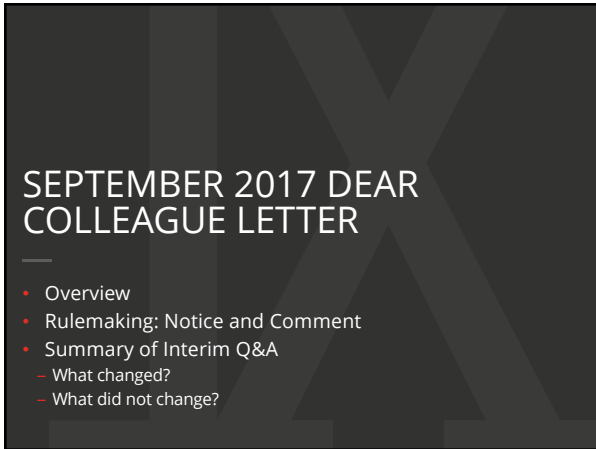 IX
SEPTEMBER 2017 DEAR
COLLEAGUE LETTER
• Overview
• Rulemaking: Notice and Comment
• Summary of Interim Q&A
– What changed?
– What did not change?